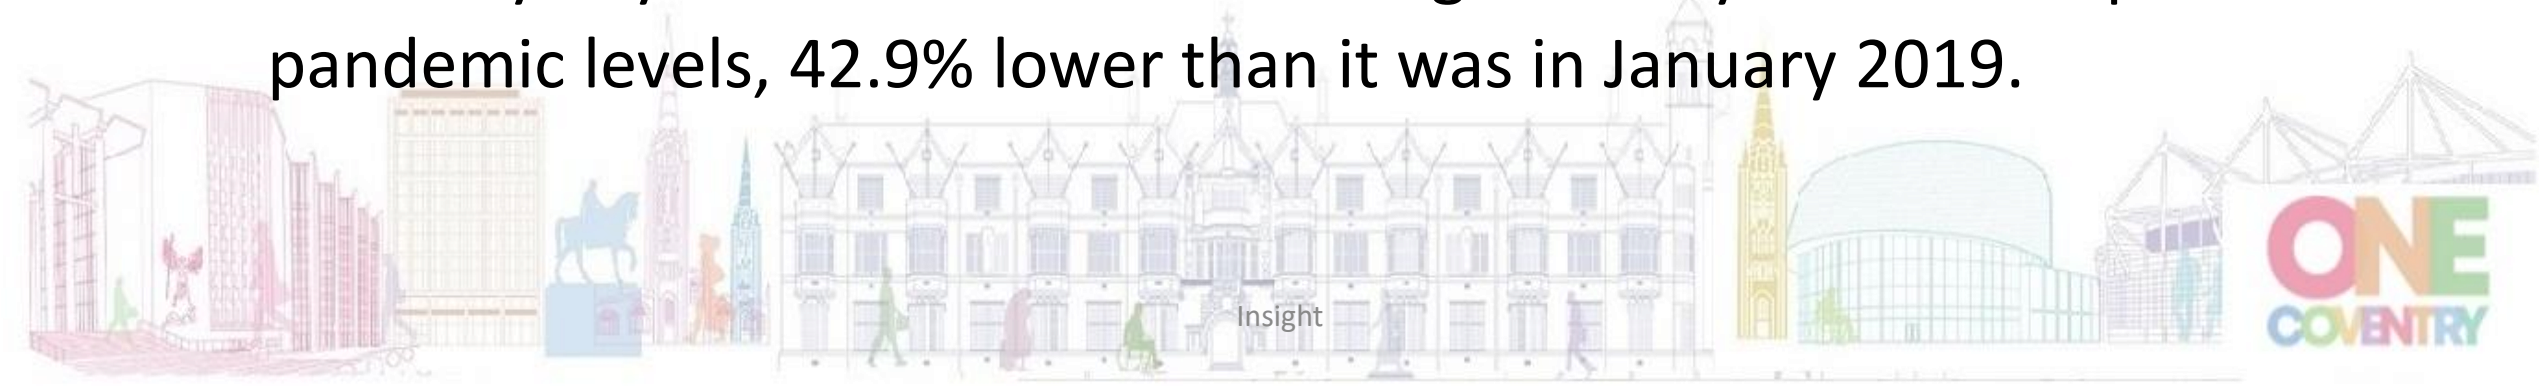 pandemic levels, 42.9% lower than it was in January 2019.
Insight
ONE
COVENTRY